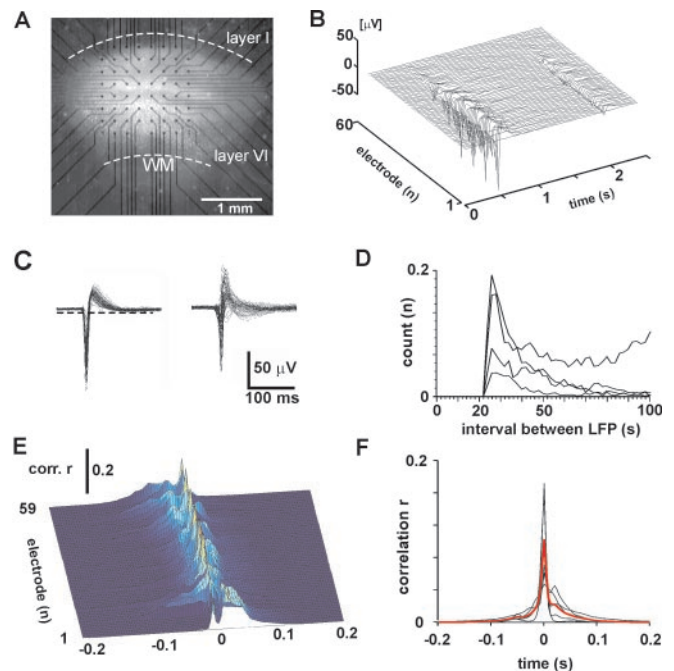 A
layer I
layer VI
WM
1 mm
B
[µV]
50
0
-50
60
electrode (n)
1
0
1
2
time (s)
C
50 µV
100 ms
D
0.2
count (n)
0
0 20 50 100
interval between LFP (s)
E
corr. r
0.2
59
electrode (n)
1
-0.2 -0.1 0 0.1 0.2
F
0.2
correlation r
0
-0.2 -0.1 0 0.1 0.2
time (s)